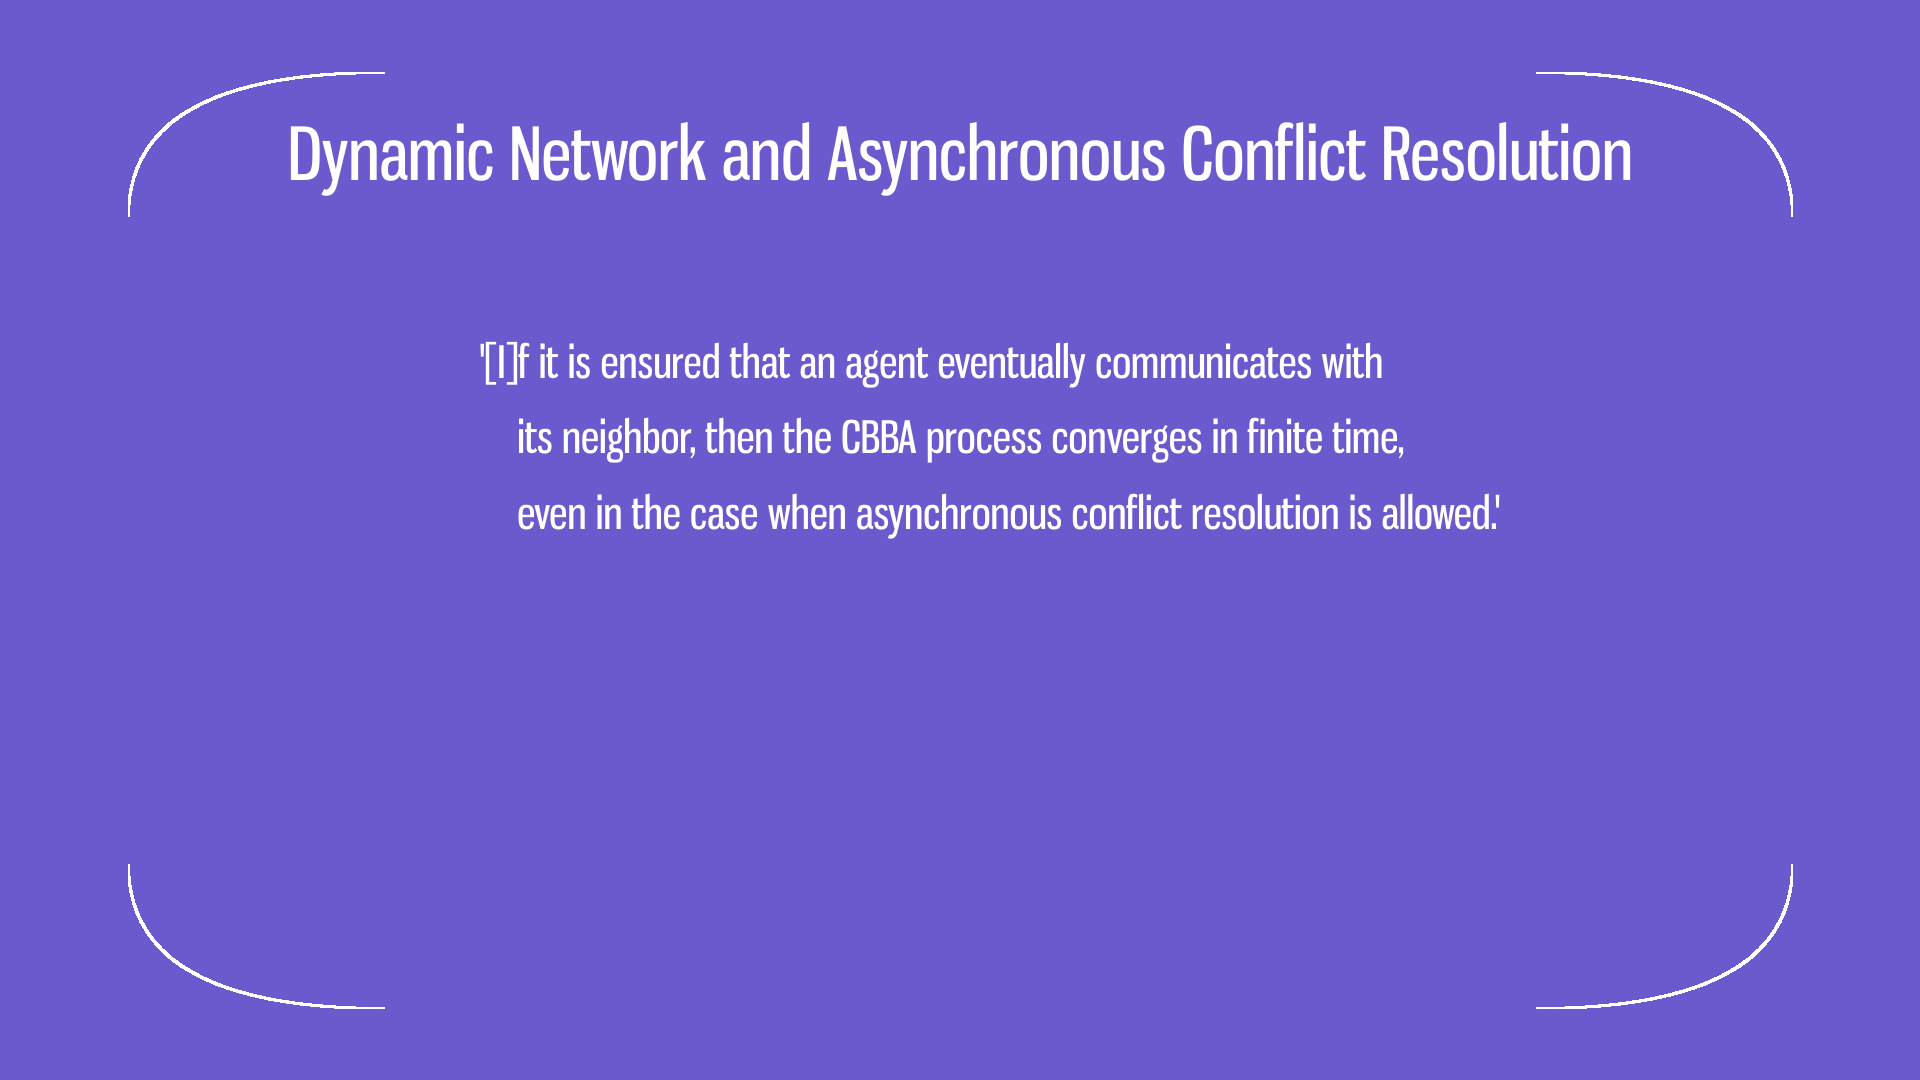 Dynamic Network and Asynchronous Conflict Resolution
'[I]f it is ensured that an agent eventually communicates with
its neighbor, then the CBBA process converges in finite time,
even in the case when asynchronous conflict resolution is allowed.'